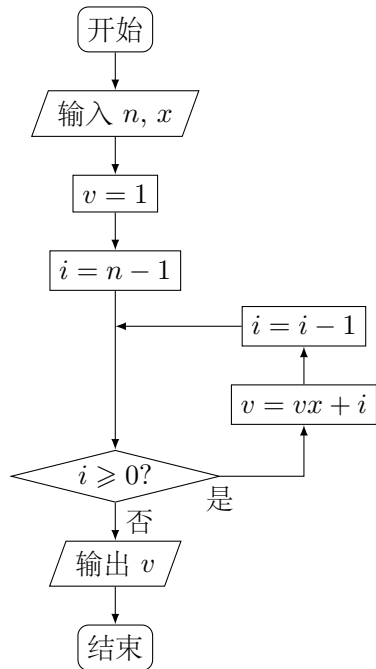 开始
输入 n, x
v = 1
i = n − 1
i = i − 1
v = vx + i
i ⩾ 0?
是
否
输出 v
结束